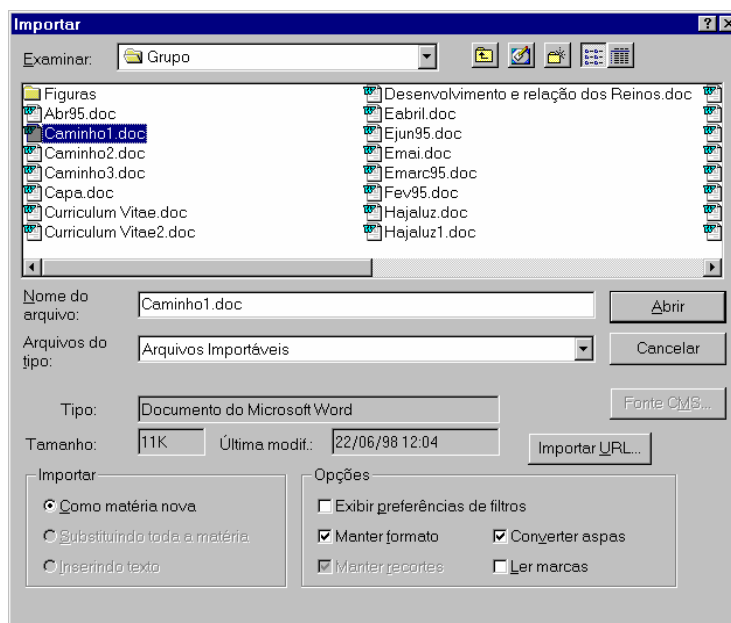 Importar
Examinar: Grupo
Figuras
Abr95.doc
Caminho1.doc
Caminho2.doc
Caminho3.doc
Capa.doc
Curriculum Vitae.doc
Curriculum Vitae2.doc
Desenvolvimento e relação dos Reinos.doc
Eabril.doc
Ejun95.doc
Emai.doc
Emarc95.doc
Fev95.doc
Hajaluz.doc
Hajaluz1.doc
Nome do
arquivo:
Caminho1.doc
Abrir
Arquivos do
tipo:
Arquivos Importáveis
Cancelar
Tipo: Documento do Microsoft Word
Fonte CMS...
Tamanho: 11K Última modif.: 22/06/98 12:04
Importar URL...
Importar
Como matéria nova
Substituindo toda a matéria
Inserindo texto
Opções
Exibir preferências de filtros
Manter formato Converter aspas
Manter recortes Ler marcas